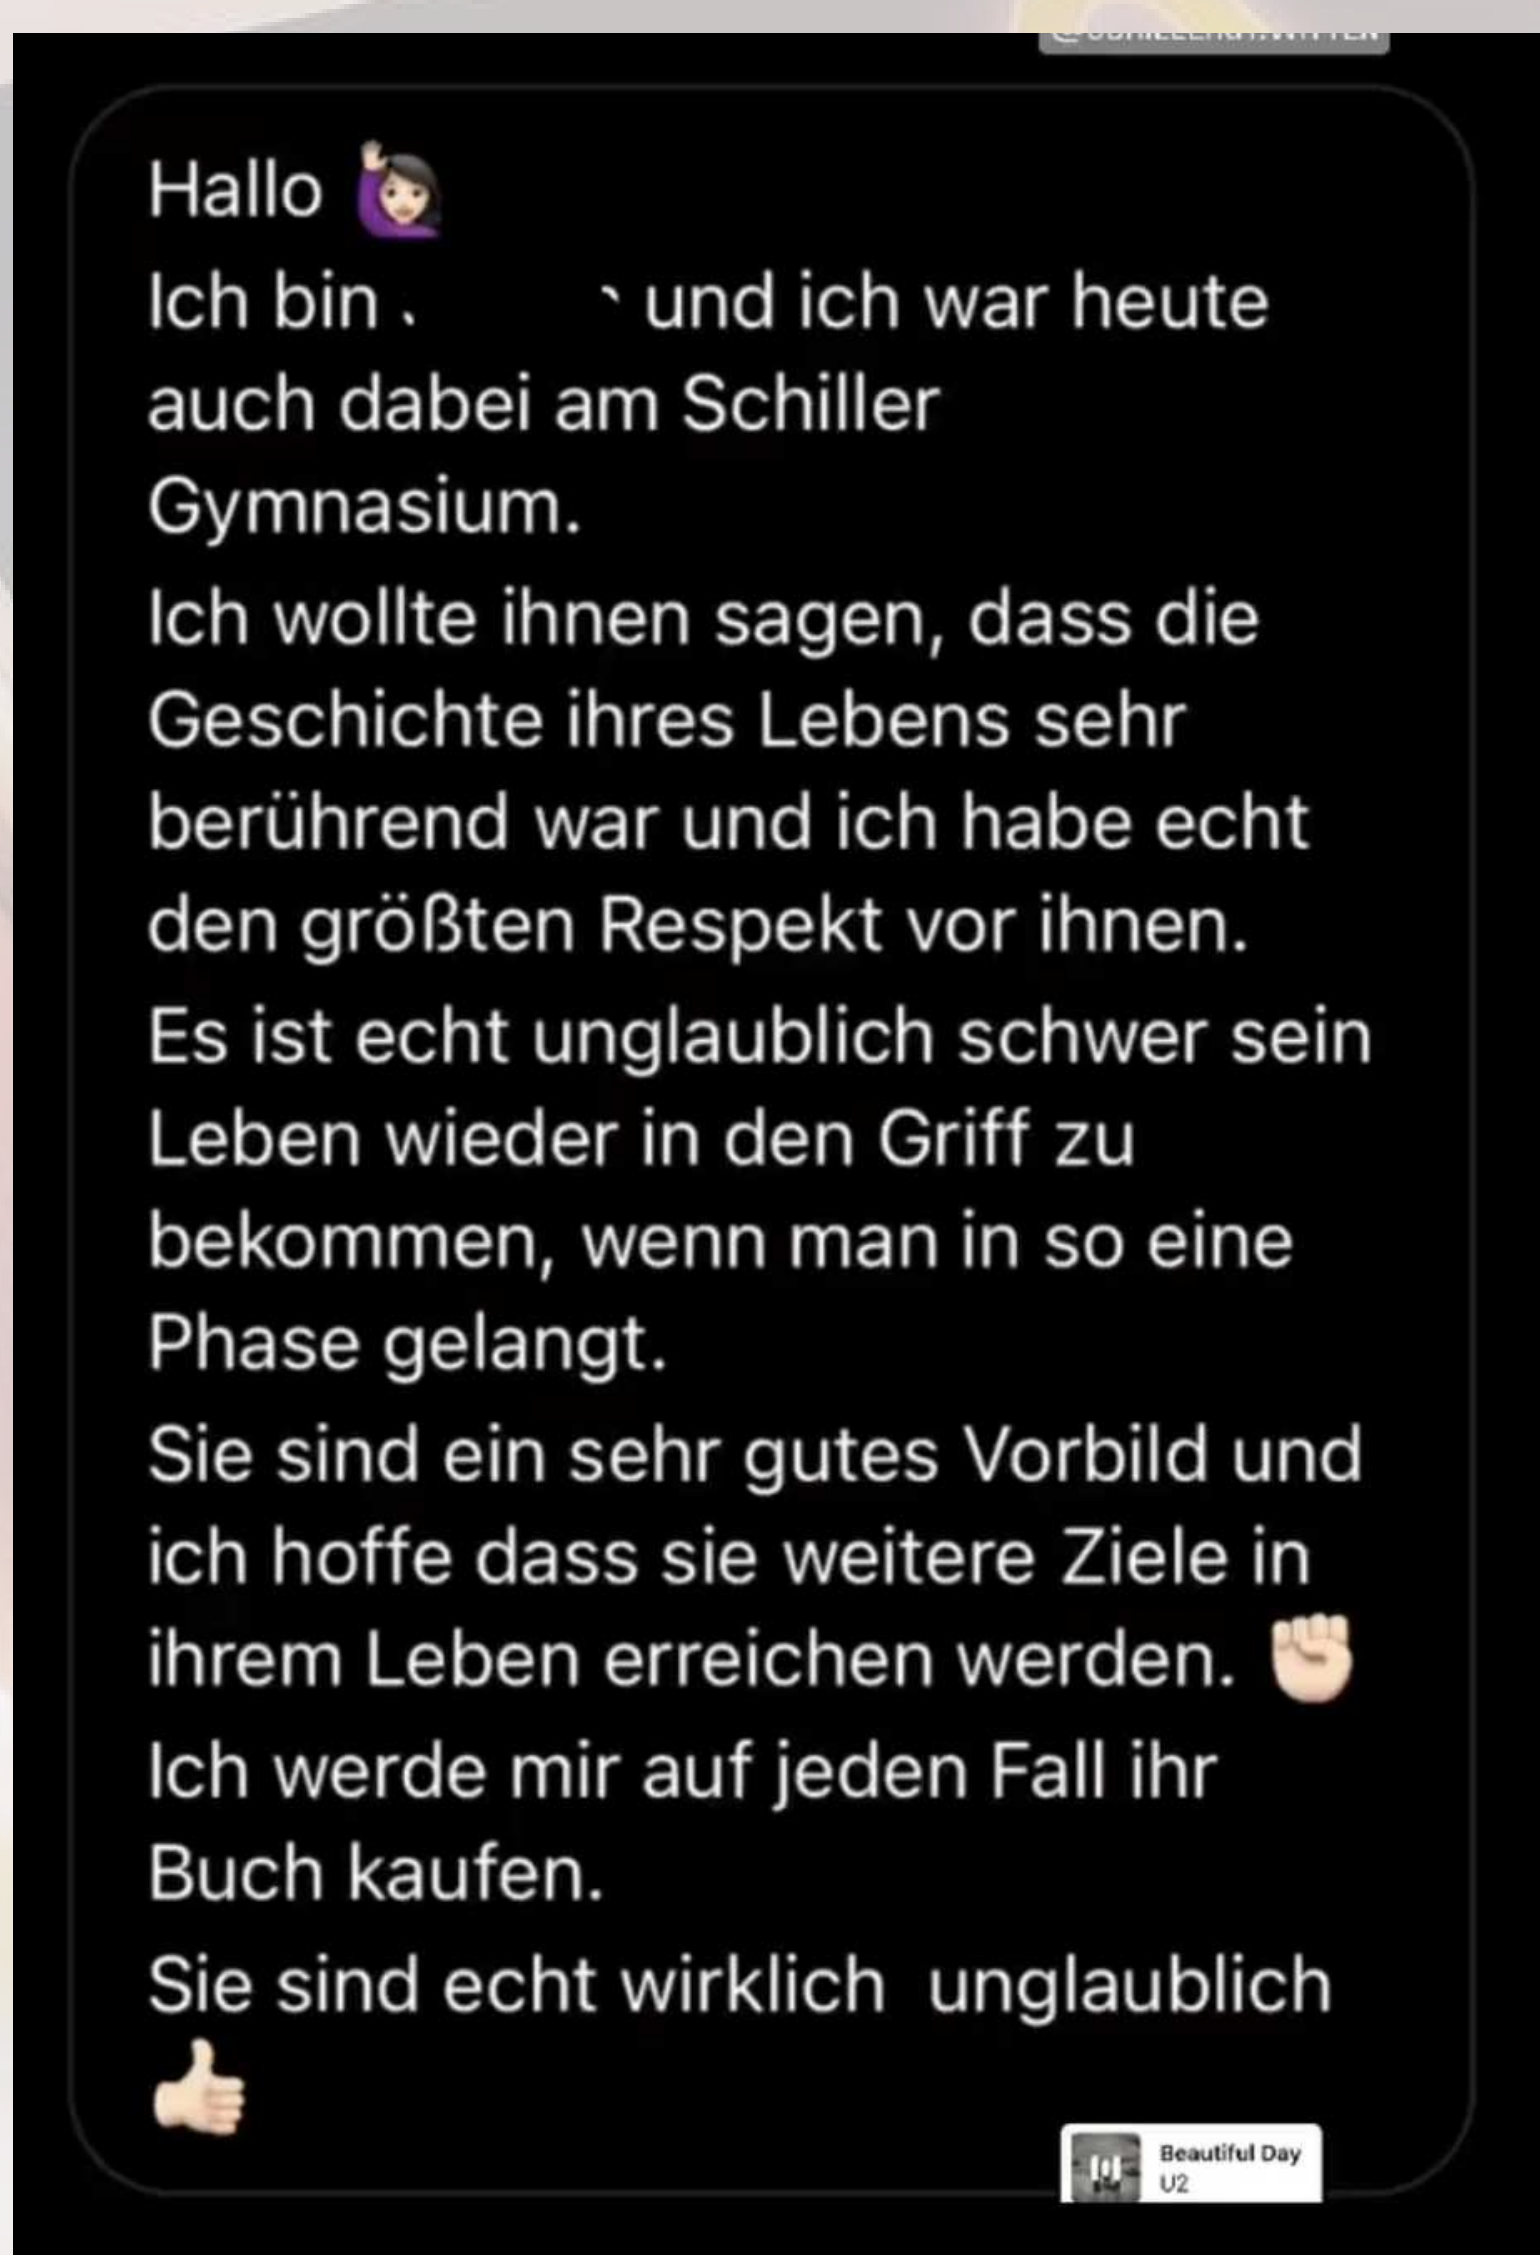 Hallo 🙋🏻‍♀️
Ich bin und ich war heute
auch dabei am Schiller
Gymnasium.
Ich wollte ihnen sagen, dass die
Geschichte ihres Lebens sehr
berührend war und ich habe echt
den größten Respekt vor ihnen.
Es ist echt unglaublich schwer sein
Leben wieder in den Griff zu
bekommen, wenn man in so eine
Phase gelangt.
Sie sind ein sehr gutes Vorbild und
ich hoffe dass sie weitere Ziele in
ihrem Leben erreichen werden. ✊🏻
Ich werde mir auf jeden Fall ihr
Buch kaufen.
Sie sind echt wirklich  unglaublich
👍🏻
Beautiful Day
U2